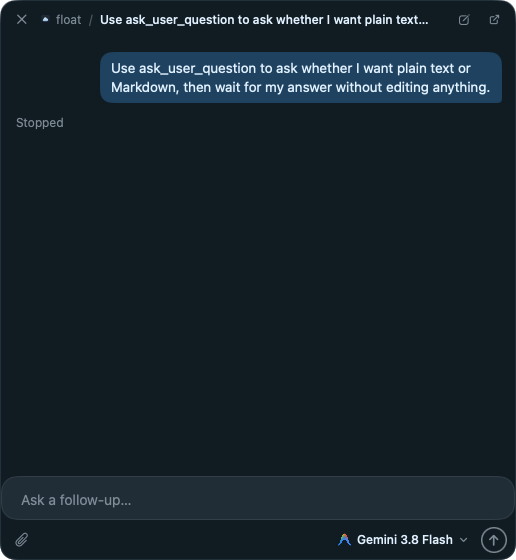 float / Use ask_user_question to ask whether I want plain text...
Use ask_user_question to ask whether I want plain text or
Markdown, then wait for my answer without editing anything.
Stopped
Ask a follow-up...
Gemini 3.8 Flash